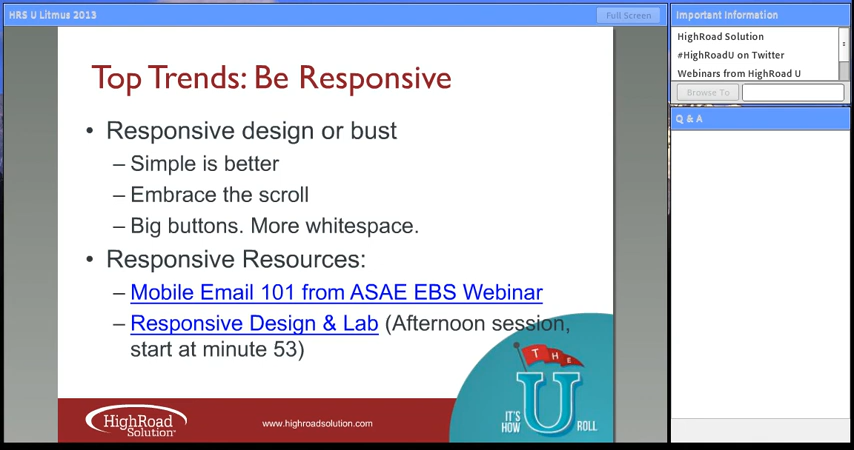 HRS U Litmus 2013
Full Screen
Top Trends: Be Responsive
• Responsive design or bust
– Simple is better
– Embrace the scroll
– Big buttons. More whitespace.
• Responsive Resources:
– Mobile Email 101 from ASAE EBS Webinar
– Responsive Design & Lab (Afternoon session,
start at minute 53)
THE
U
IT'S HOW
ROLL
HighRoad
Solution
www.highroadsolution.com
Important Information
HighRoad Solution
#HighRoadU on Twitter
Webinars from HighRoad U
Browse To
Q & A